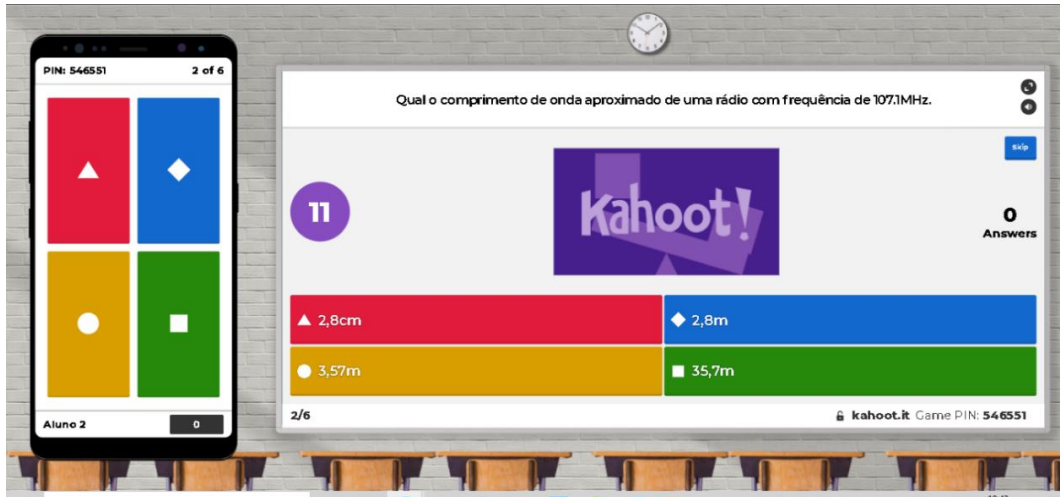 PIN: 546551 2 of 6
Aluno 2 0
Qual o comprimento de onda aproximado de uma rádio com frequência de 107.1MHz.
Skip
11
Kahoot!
0
Answers
2,8cm
2,8m
3,57m
35,7m
2/6 kahoot.it Game PIN: 546551